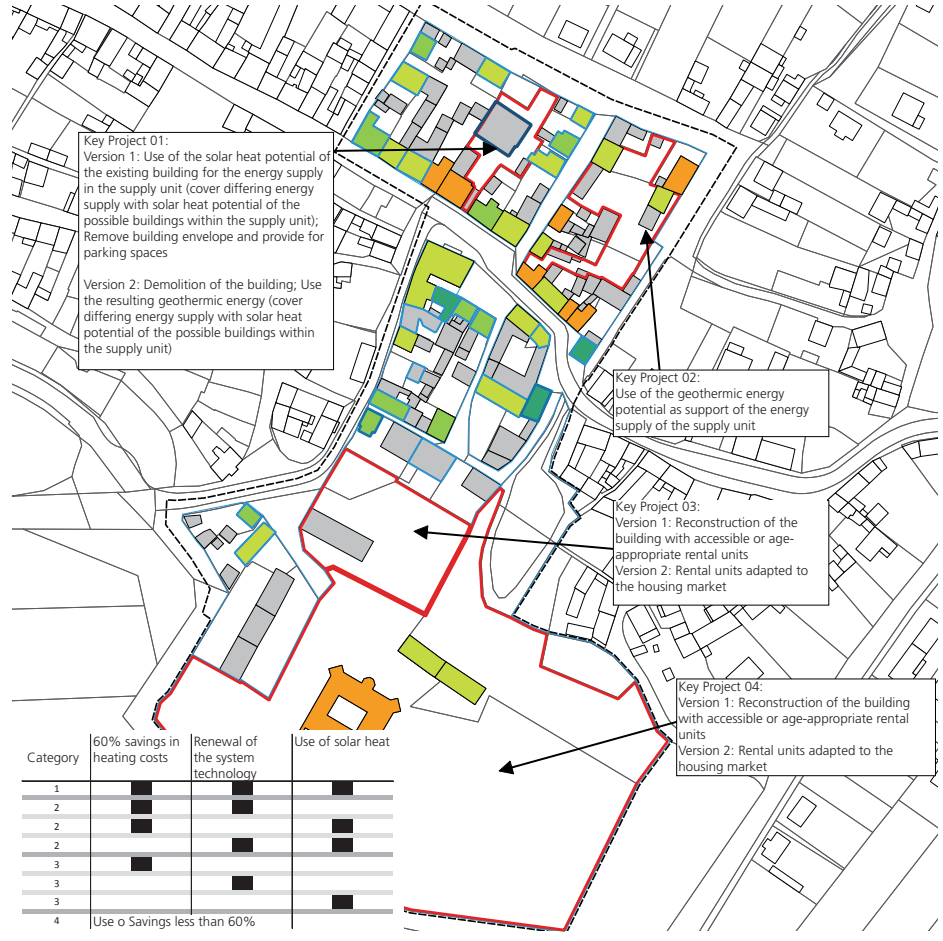 Key Project 01:
Version 1: Use of the solar heat potential of
the existing building for the energy supply
in the supply unit (cover differing energy
supply with solar heat potential of the
possible buildings within the supply unit);
Remove building envelope and provide for
parking spaces
Version 2: Demolition of the building; Use
the resulting geothermic energy (cover
differing energy supply with solar heat
potential of the possible buildings within
the supply unit)
Key Project 02:
Use of the geothermic energy
potential as support of the energy
supply of the supply unit
Key Project 03:
Version 1: Reconstruction of the
building with accessible or age-
appropriate rental units
Version 2: Rental units adapted to
the housing market
Key Project 04:
Version 1: Reconstruction of the building
with accessible or age-appropriate rental
units
Version 2: Rental units adapted to the
housing market
Category
60% savings in
heating costs
Renewal of
the system
technology
Use of solar heat
1
2
2
2
3
3
3
4 Use o Savings less than 60%